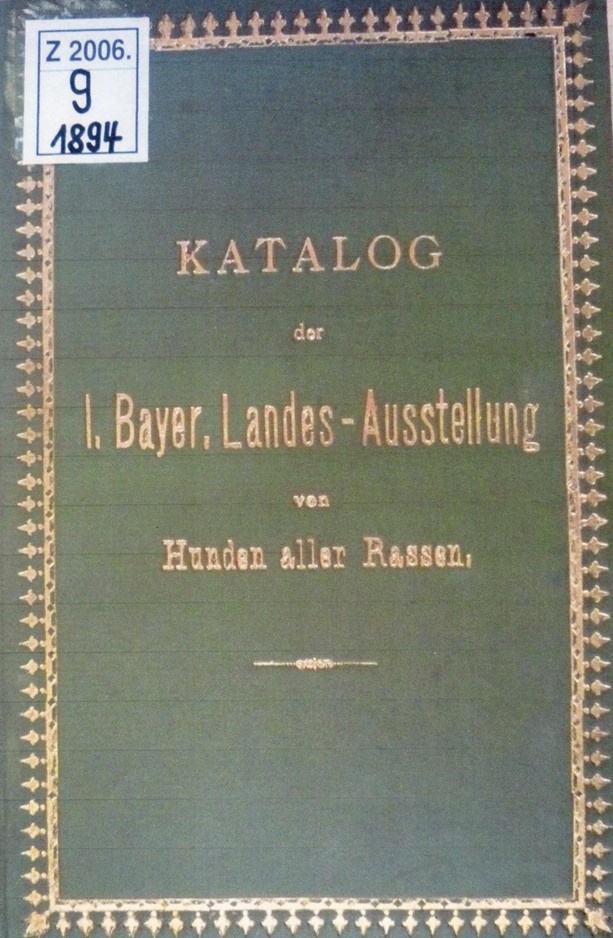 Z 2006.
9
1894
KATALOG
der
I. Bayer. Landes-Ausstellung
von
Hunden aller Rassen.